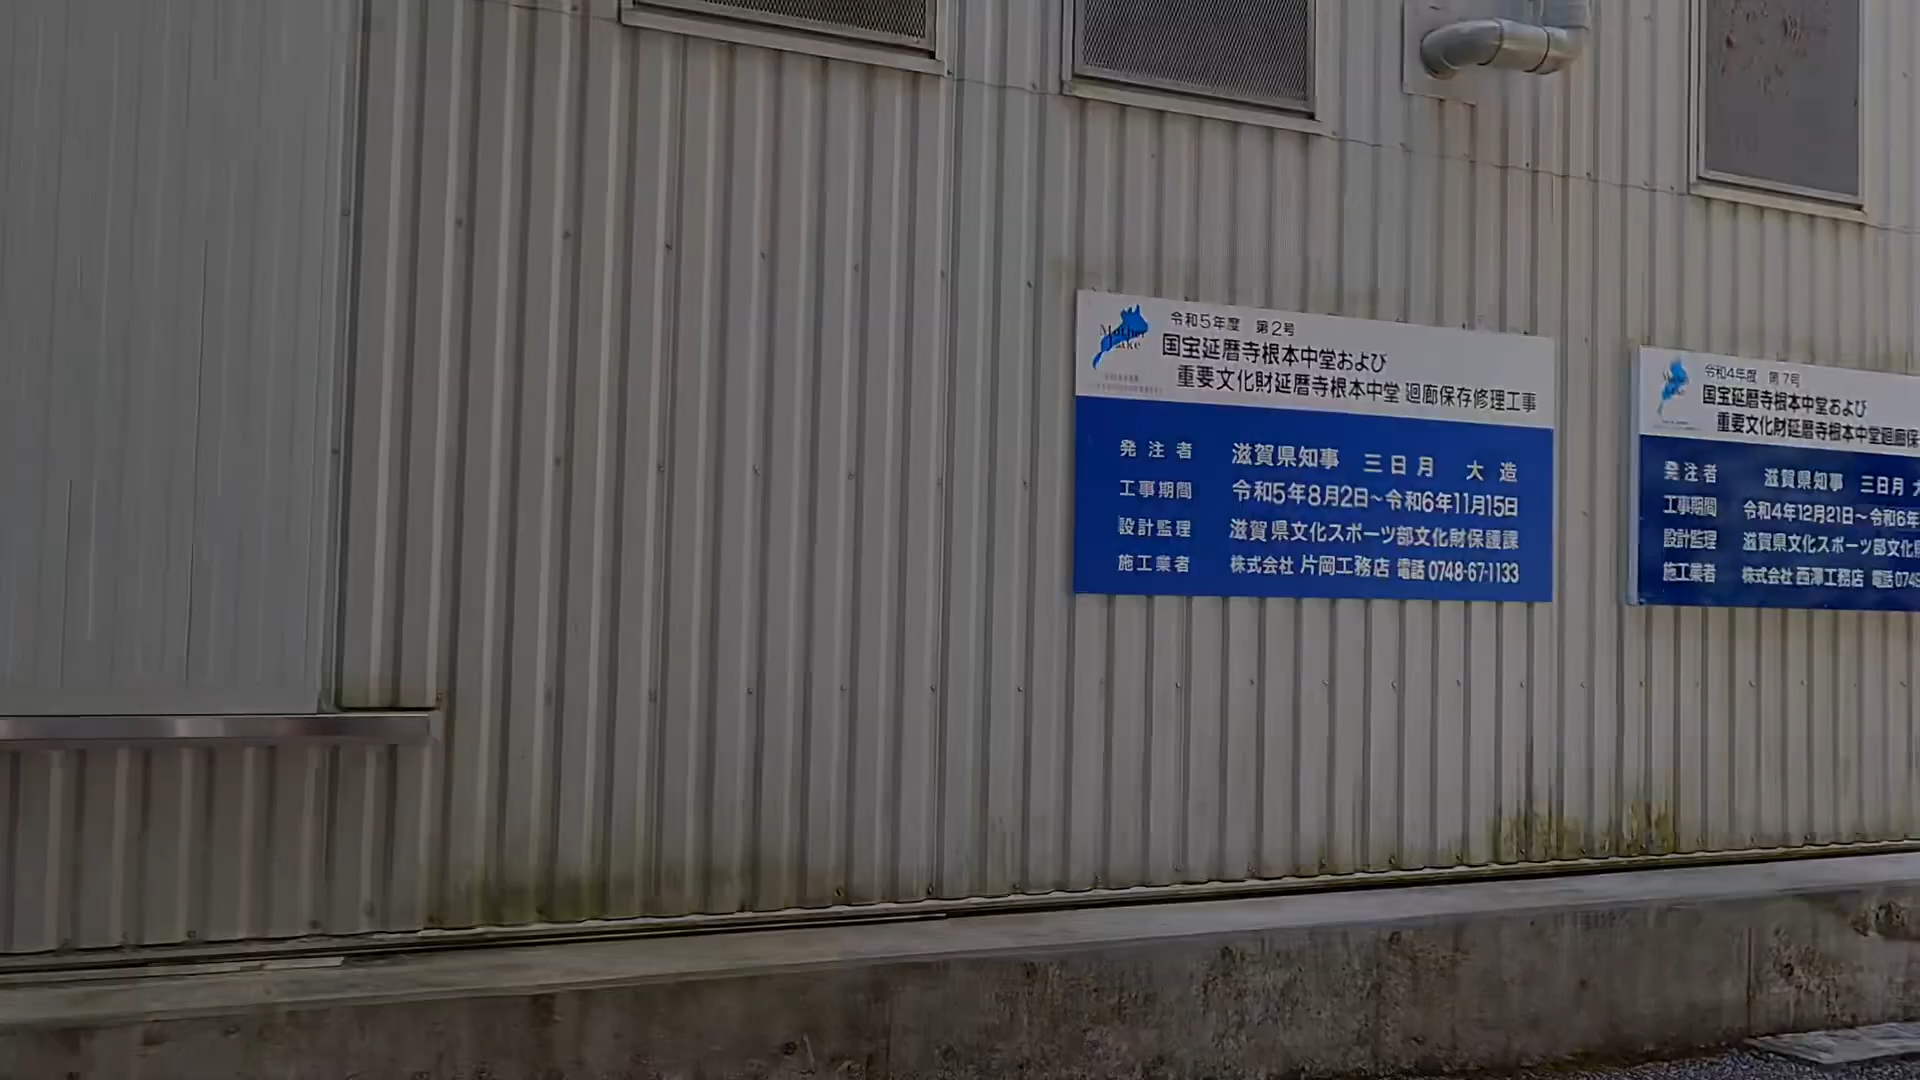 Mother Lake
令和5年度 第2号
国宝延暦寺根本中堂および
重要文化財延暦寺根本中堂 廻廊保存修理工事
発注者 滋賀県知事 三日月 大造
工事期間 令和5年8月2日~令和6年11月15日
設計監理 滋賀県文化スポーツ部文化財保護課
施工業者 株式会社 片岡工務店 電話 0748-67-1133
令和4年度 第7号
国宝延暦寺根本中堂および
重要文化財延暦寺根本中堂廻廊保
発注者 滋賀県知事 三日月
工事期間 令和4年12月21日~令和6年
設計監理 滋賀県文化スポーツ部文化
施工業者 株式会社 西澤工務店 電話 074